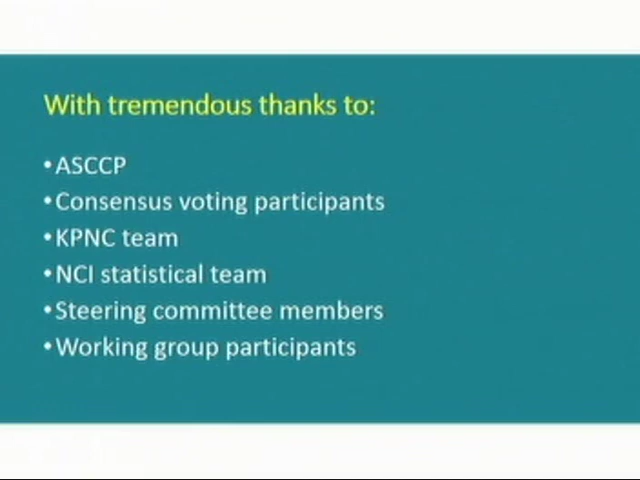 With tremendous thanks to:
•ASCCP
•Consensus voting participants
•KPNC team
•NCI statistical team
•Steering committee members
•Working group participants